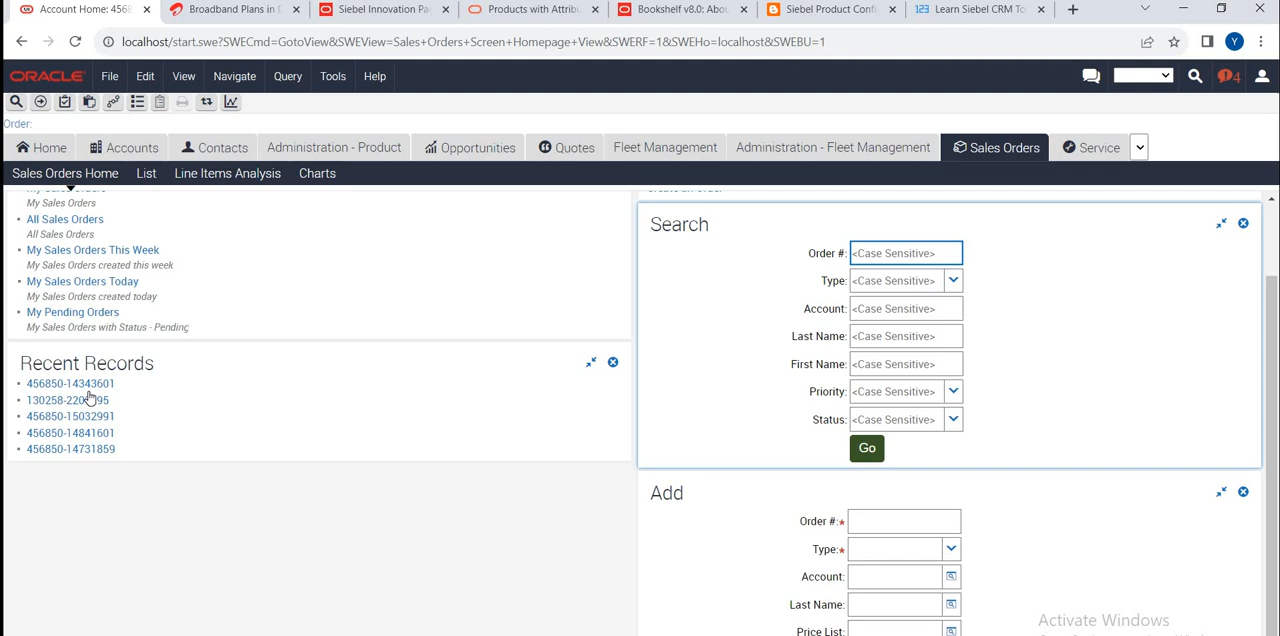 Account Home: 4568
Broadband Plans in D
Siebel Innovation Pa
Products with Attribu
Bookshelf v8.0: Abou
Siebel Product Confi
123 Learn Siebel CRM To
localhost/start.swe?SWECmd=GotoView&SWEView=Sales+Orders+Screen+Homepage+View&SWERF=1&SWEHo=localhost&SWEBU=1
Y
ORACLE File Edit View Navigate Query Tools Help
4
Order:
Home Accounts Contacts Administration - Product Opportunities Quotes Fleet Management Administration - Fleet Management Sales Orders Service
Sales Orders Home List Line Items Analysis Charts
My Sales Orders
All Sales Orders
All Sales Orders
My Sales Orders This Week
My Sales Orders created this week
My Sales Orders Today
My Sales Orders created today
My Pending Orders
My Sales Orders with Status - Pending
Recent Records
456850-14343601
456850-15032991
456850-14841601
456850-14731859
Search
Order #: <Case Sensitive>
Type: <Case Sensitive>
Account: <Case Sensitive>
Last Name: <Case Sensitive>
First Name: <Case Sensitive>
Priority: <Case Sensitive>
Status: <Case Sensitive>
Go
Add
Order #:*
Type:*
Account:
Last Name:
Price List:
Activate Windows